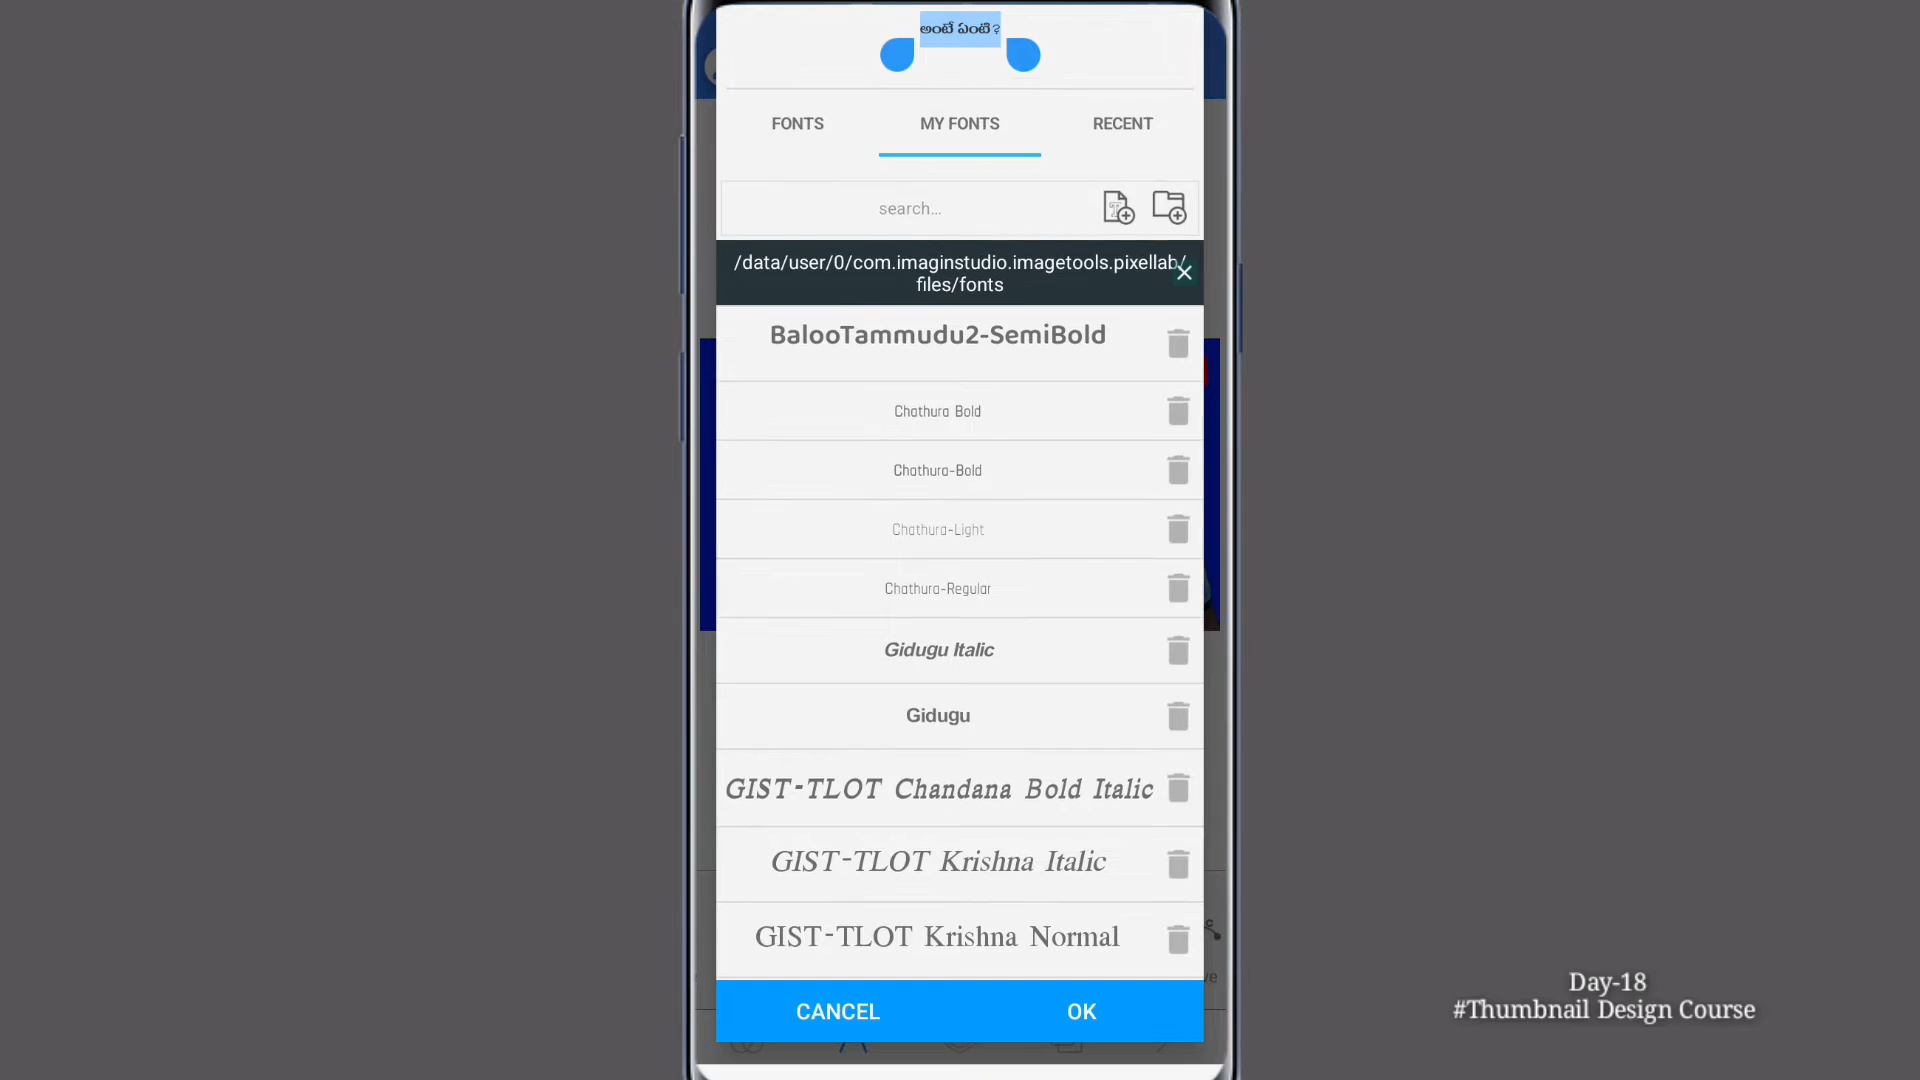 అంటే ఏంటి?
FONTS
MY FONTS
RECENT
search...
/data/user/0/com.imaginstudio.imagetools.pixellab/
files/fonts
BalooTammudu2-SemiBold
Chathura Bold
Chathura-Bold
Chathura-Light
Chathura-Regular
Gidugu Italic
Gidugu
GIST-TLOT Chandana Bold Italic
GIST-TLOT Krishna Italic
GIST-TLOT Krishna Normal
CANCEL
OK
Day-18
#Thumbnail Design Course